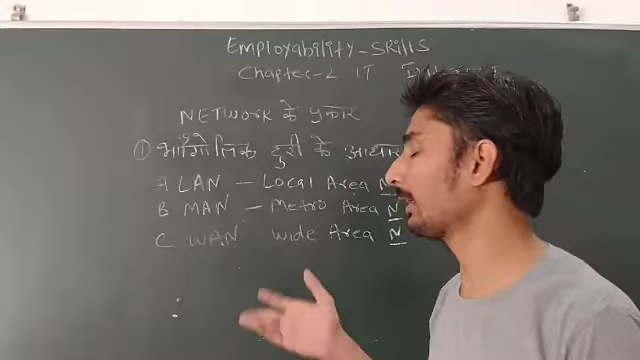 Employability-SKills
Chapter-2 IT
NETWORK के प्रकार
① भौगोलिक दूरी के आधार
A LAN – Local Area N
B MAN – Metro Area N
C WAN – Wide Area N